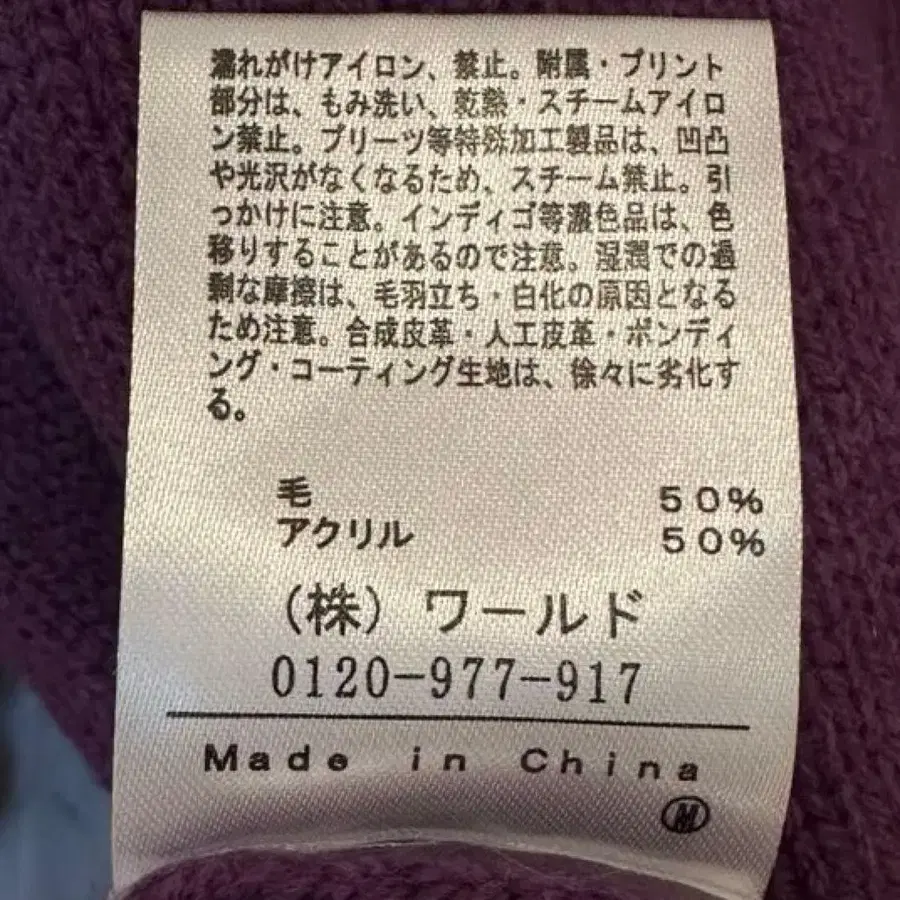 濡れがけアイロン、禁止。附属・プリント
部分は、もみ洗い、乾熱・スチームアイロ
ン禁止。プリーツ等特殊加工製品は、凹凸
や光沢がなくなるため、スチーム禁止。引
っかけに注意。インディゴ等濃色品は、色
移りすることがあるので注意。湿潤での過
剰な摩擦は、毛羽立ち・白化の原因となる
ため注意。合成皮革・人工皮革・ボンディ
ング・コーティング生地は、徐々に劣化す
る。
毛 50%
アクリル 50%
(株) ワールド
0120-977-917
Made in China
Ⓜ